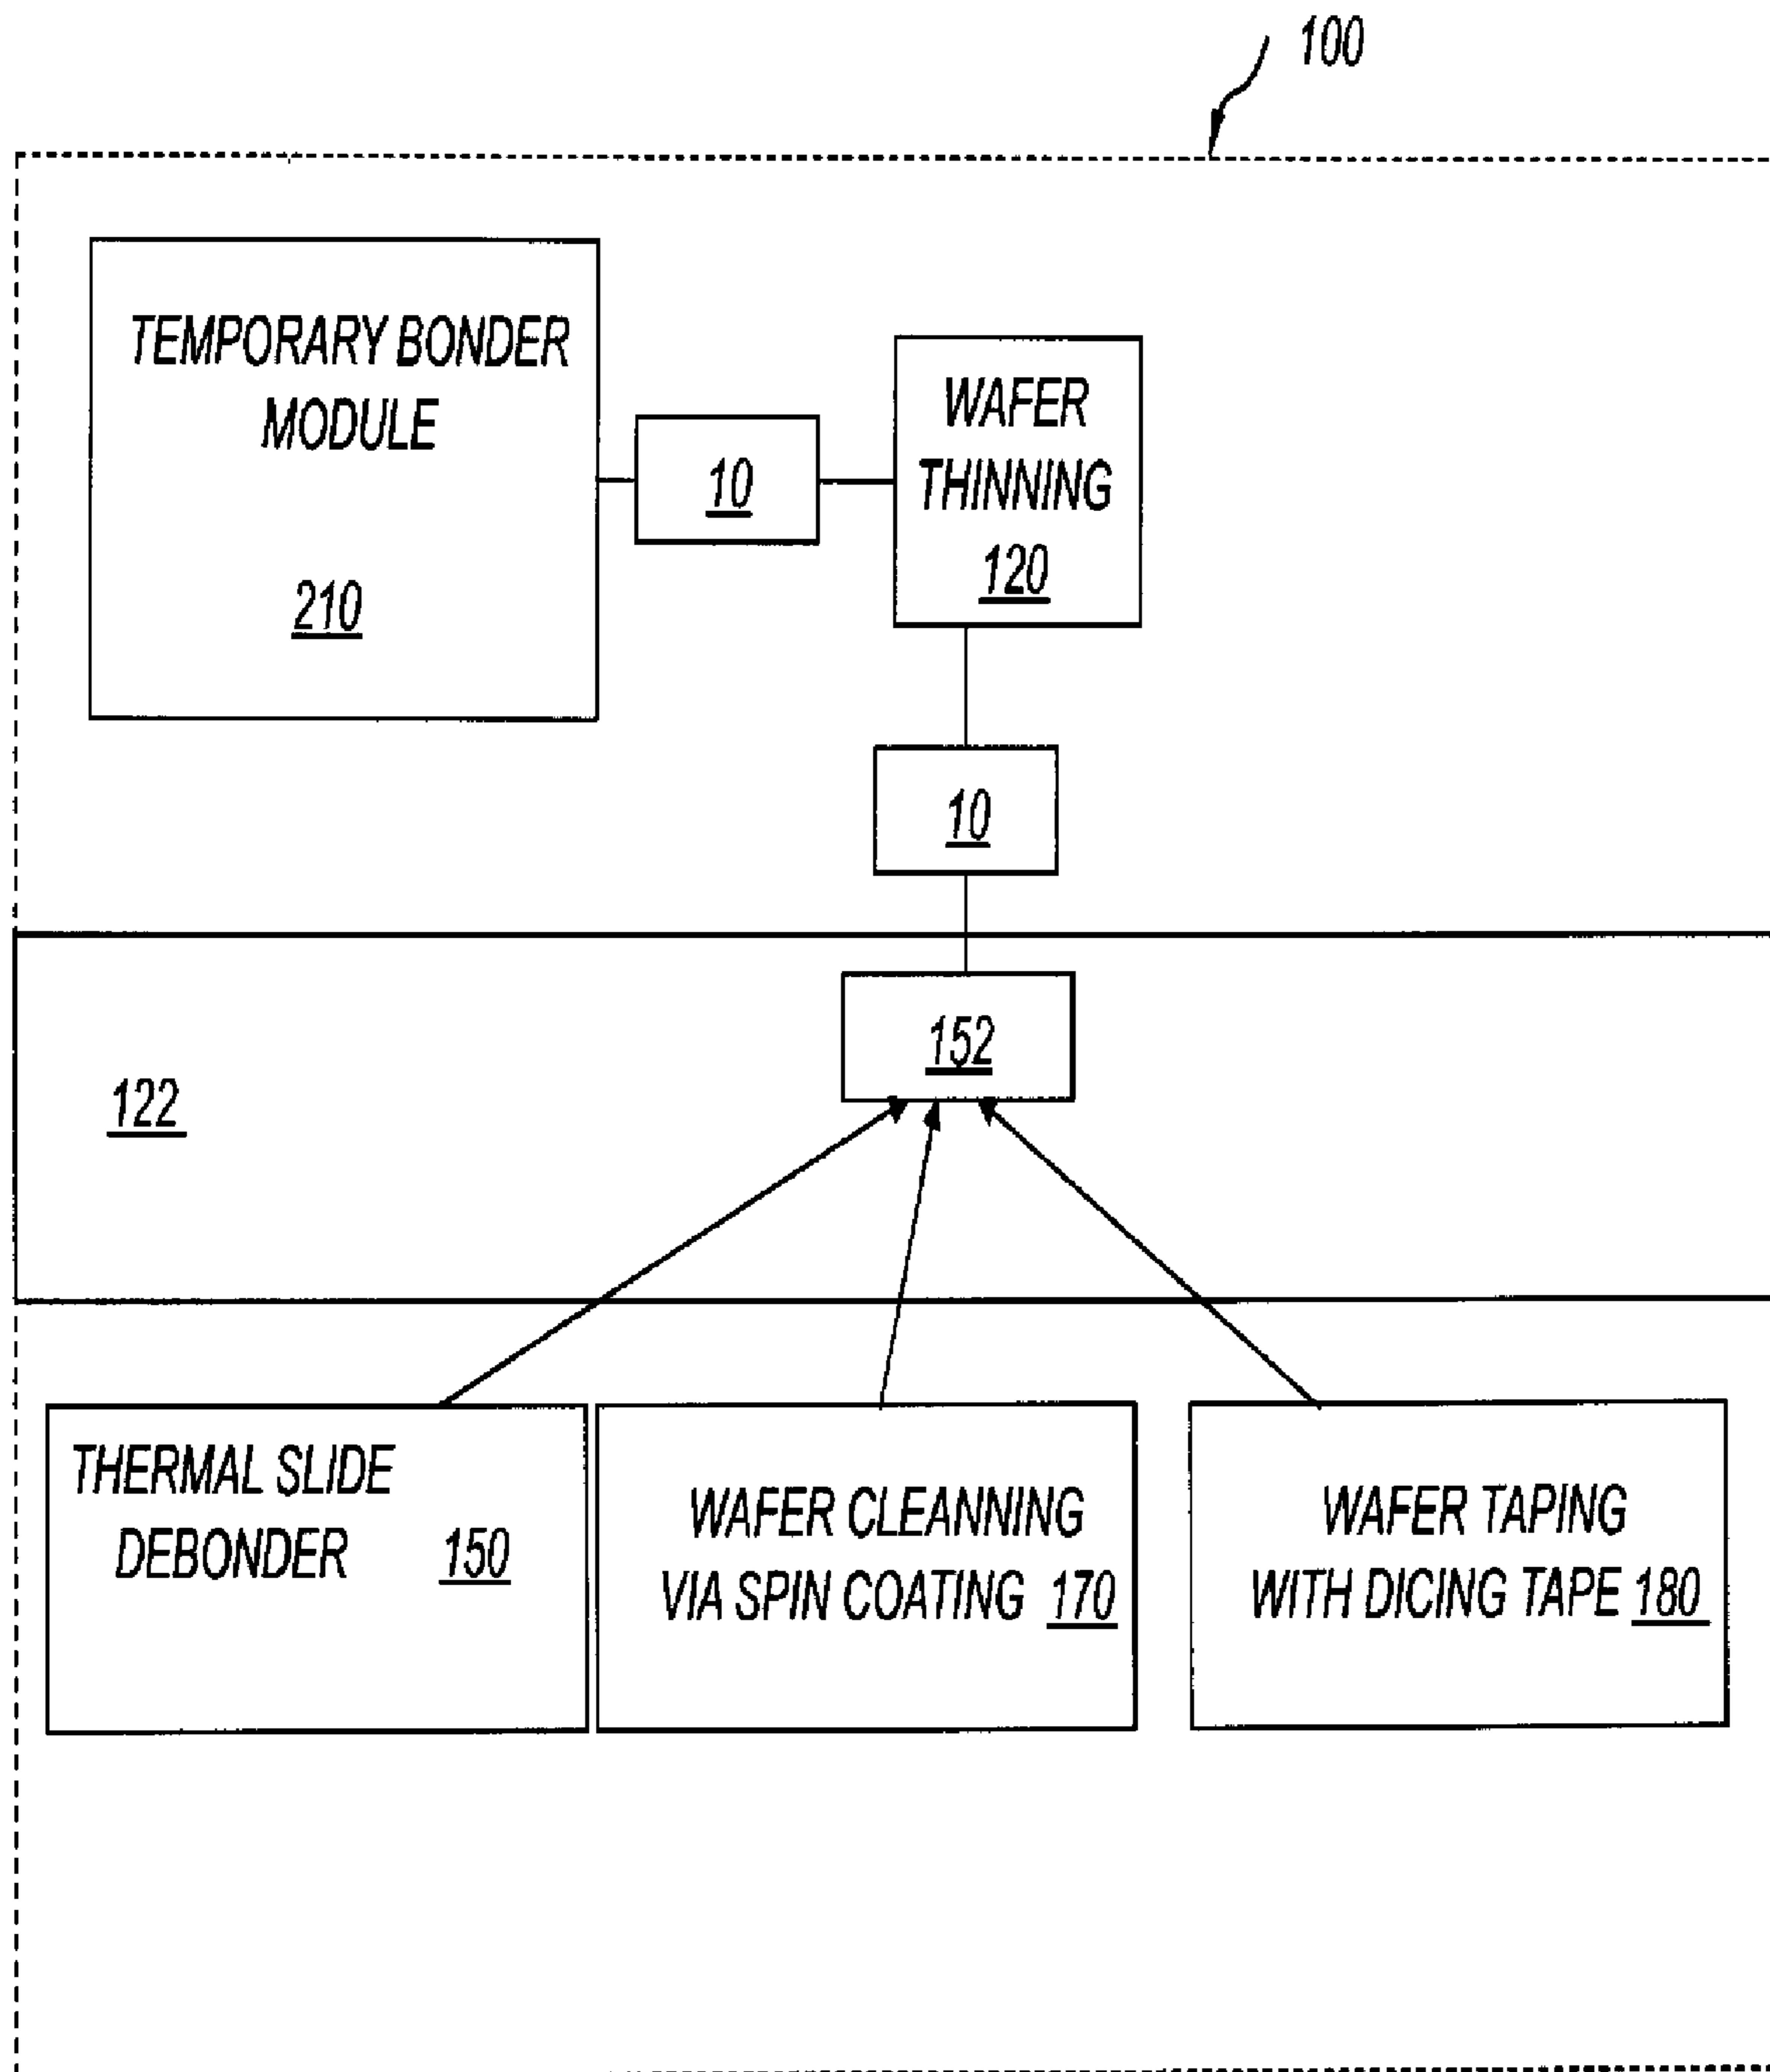 100
TEMPORARY BONDER
MODULE
210
10
WAFER
THINNING
120
10
152
122
THERMAL SLIDE
DEBONDER 150
WAFER CLEANNING
VIA SPIN COATING 170
WAFER TAPING
WITH DICING TAPE 180